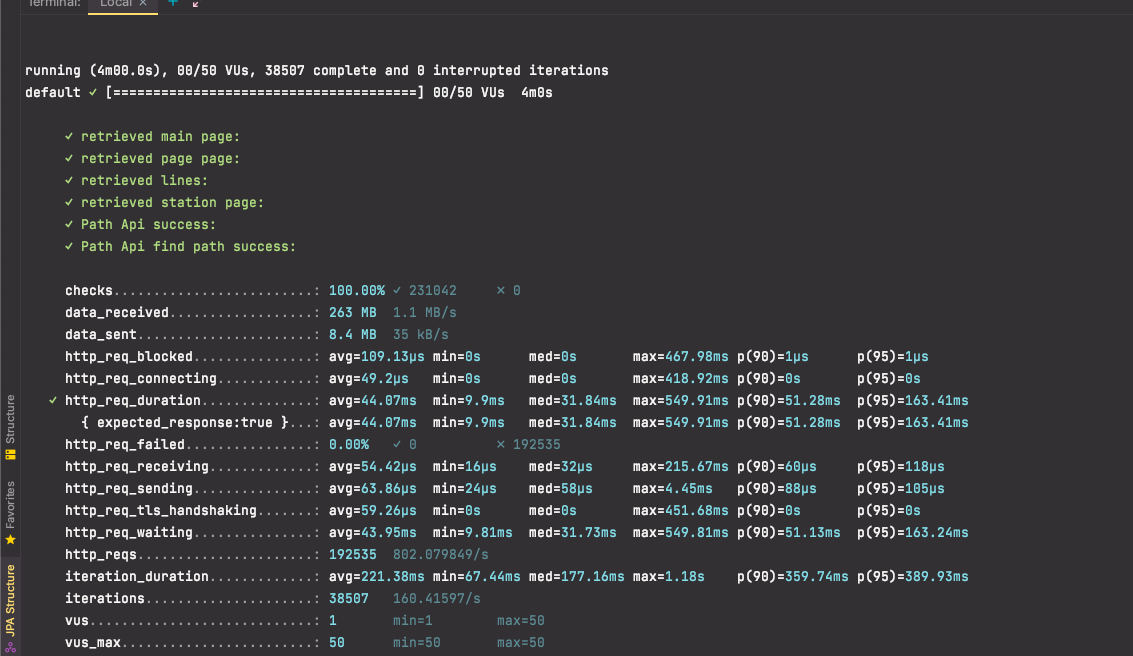 Terminal: Local × +
running (4m00.0s), 00/50 VUs, 38507 complete and 0 interrupted iterations
default ✓ [======================================] 00/50 VUs  4m0s
✓ retrieved main page:
✓ retrieved page page:
✓ retrieved lines:
✓ retrieved station page:
✓ Path Api success:
✓ Path Api find path success:
checks.........................: 100.00% ✓ 231042     ✗ 0
data_received..................: 263 MB  1.1 MB/s
data_sent......................: 8.4 MB  35 kB/s
http_req_blocked...............: avg=109.13µs min=0s      med=0s       max=467.98ms p(90)=1µs      p(95)=1µs
http_req_connecting............: avg=49.2µs   min=0s      med=0s       max=418.92ms p(90)=0s       p(95)=0s
✓ http_req_duration..............: avg=44.07ms  min=9.9ms   med=31.84ms  max=549.91ms p(90)=51.28ms  p(95)=163.41ms
{ expected_response:true }...: avg=44.07ms  min=9.9ms   med=31.84ms  max=549.91ms p(90)=51.28ms  p(95)=163.41ms
http_req_failed................: 0.00%   ✓ 0          ✗ 192535
http_req_receiving.............: avg=54.42µs  min=16µs    med=32µs     max=215.67ms p(90)=60µs     p(95)=118µs
http_req_sending...............: avg=63.86µs  min=24µs    med=58µs     max=4.45ms   p(90)=88µs     p(95)=105µs
http_req_tls_handshaking.......: avg=59.26µs  min=0s      med=0s       max=451.68ms p(90)=0s       p(95)=0s
http_req_waiting...............: avg=43.95ms  min=9.81ms  med=31.73ms  max=549.81ms p(90)=51.13ms  p(95)=163.24ms
http_reqs......................: 192535  802.079849/s
iteration_duration.............: avg=221.38ms min=67.44ms med=177.16ms max=1.18s    p(90)=359.74ms p(95)=389.93ms
iterations.....................: 38507   160.41597/s
vus............................: 1       min=1        max=50
vus_max........................: 50      min=50       max=50
Structure
Favorites
JPA Structure